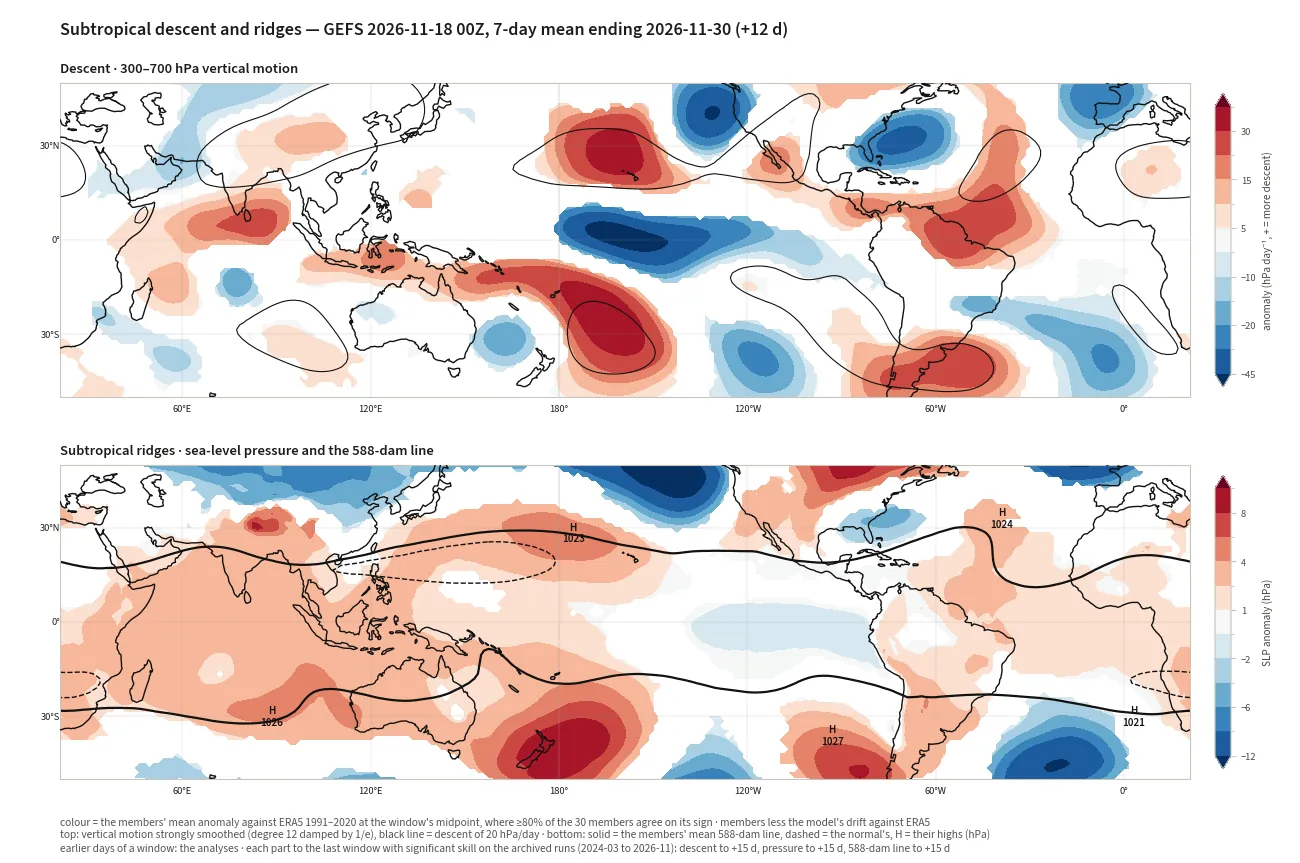 Subtropical descent and ridges — GEFS 2026-11-18 00Z, 7-day mean ending 2026-11-30 (+12 d)
Descent · 300–700 hPa vertical motion
30°N
0°
30°S
60°E
120°E
180°
120°W
60°W
0°
30
15
5
−10
−20
−45
anomaly (hPa day⁻¹, + = more descent)
Subtropical ridges · sea-level pressure and the 588-dam line
30°N
0°
30°S
H
1023
H
1024
H
1026
H
1027
H
1021
60°E
120°E
180°
120°W
60°W
0°
8
4
1
−2
−6
−12
SLP anomaly (hPa)
colour = the members' mean anomaly against ERA5 1991–2020 at the window's midpoint, where ≥80% of the 30 members agree on its sign · members less the model's drift against ERA5
top: vertical motion strongly smoothed (degree 12 damped by 1/e), black line = descent of 20 hPa/day · bottom: solid = the members' mean 588-dam line, dashed = the normal's, H = their highs (hPa)
earlier days of a window: the analyses · each part to the last window with significant skill on the archived runs (2024-03 to 2026-11): descent to +15 d, pressure to +15 d, 588-dam line to +15 d